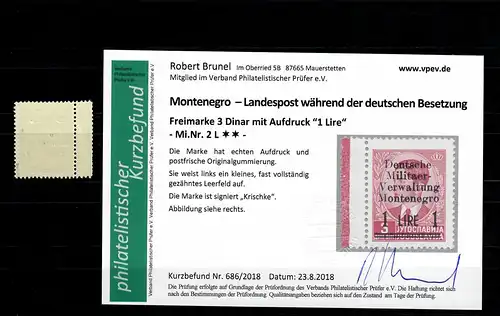 Robert Brunel Im Oberried 5B 87665 Mauerstetten www.vpev.de
Mitglied im Verband Philatelistischer Prüfer e.V.
Montenegro – Landespost während der deutschen Besetzung
Freimarke 3 Dinar mit Aufdruck "1 Lire"
- Mi.Nr. 2 L ✶✶ -
Die Marke hat echten Aufdruck und
postfrische Originalgummierung.
Sie weist links ein kleines, fast vollständig
gezähntes Leerfeld auf.
Die Marke ist signiert „Krischke".
Abbildung siehe rechts.
Deutsche
Militaer-
Verwaltung
Montenegro
1 LIRE 1
3
Kurzbefund Nr. 686/2018 Datum: 23.8.2018
Die Prüfung erfolgte auf Grundlage der Prüfordnung des Verbands Philatelistischer Prüfer e.V. Die Haftung richtet sich
nach den Bestimmungen der Prüfordnung. Qualitätsangaben beziehen sich auf den Zustand am Tage der Prüfung.
philatelistischer
Kurzbefund